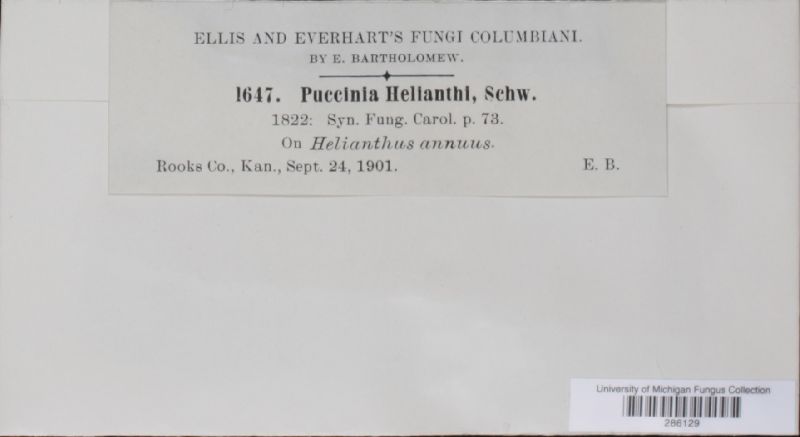 ELLIS AND EVERHART'S FUNGI COLUMBIANI.
BY E. BARTHOLOMEW.
1647. Puccinia Helianthi, Schw.
1822: Syn. Fung. Carol. p. 73.
On Helianthus annuus.
Rooks Co., Kan., Sept. 24, 1901. E. B.
University of Michigan Fungus Collection
286129